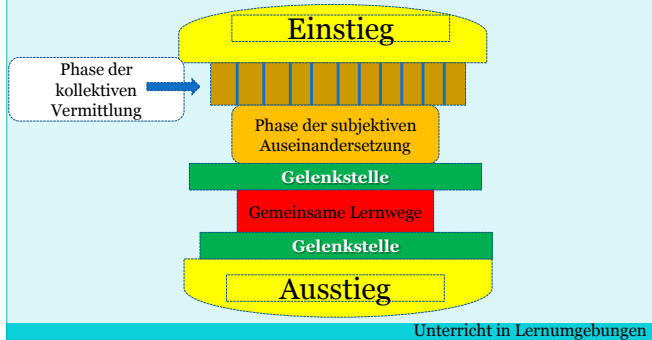 Einstieg
Phase der
kollektiven
Vermittlung
Phase der subjektiven
Auseinandersetzung
Gelenkstelle
Gemeinsame Lernwege
Gelenkstelle
Ausstieg
Unterricht in Lernumgebungen